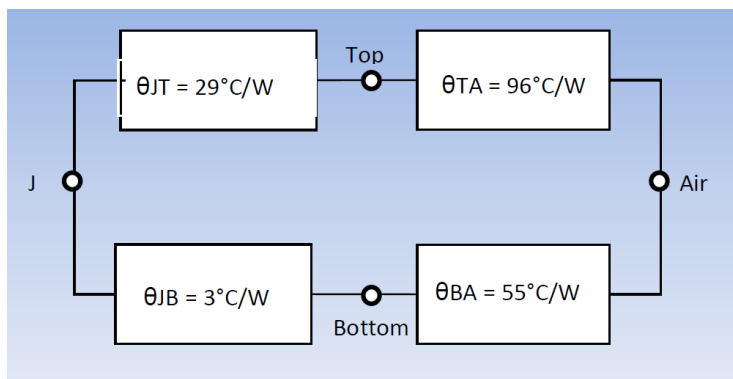 Top
θJT = 29°C/W
θTA = 96°C/W
J
Air
θJB = 3°C/W
θBA = 55°C/W
Bottom